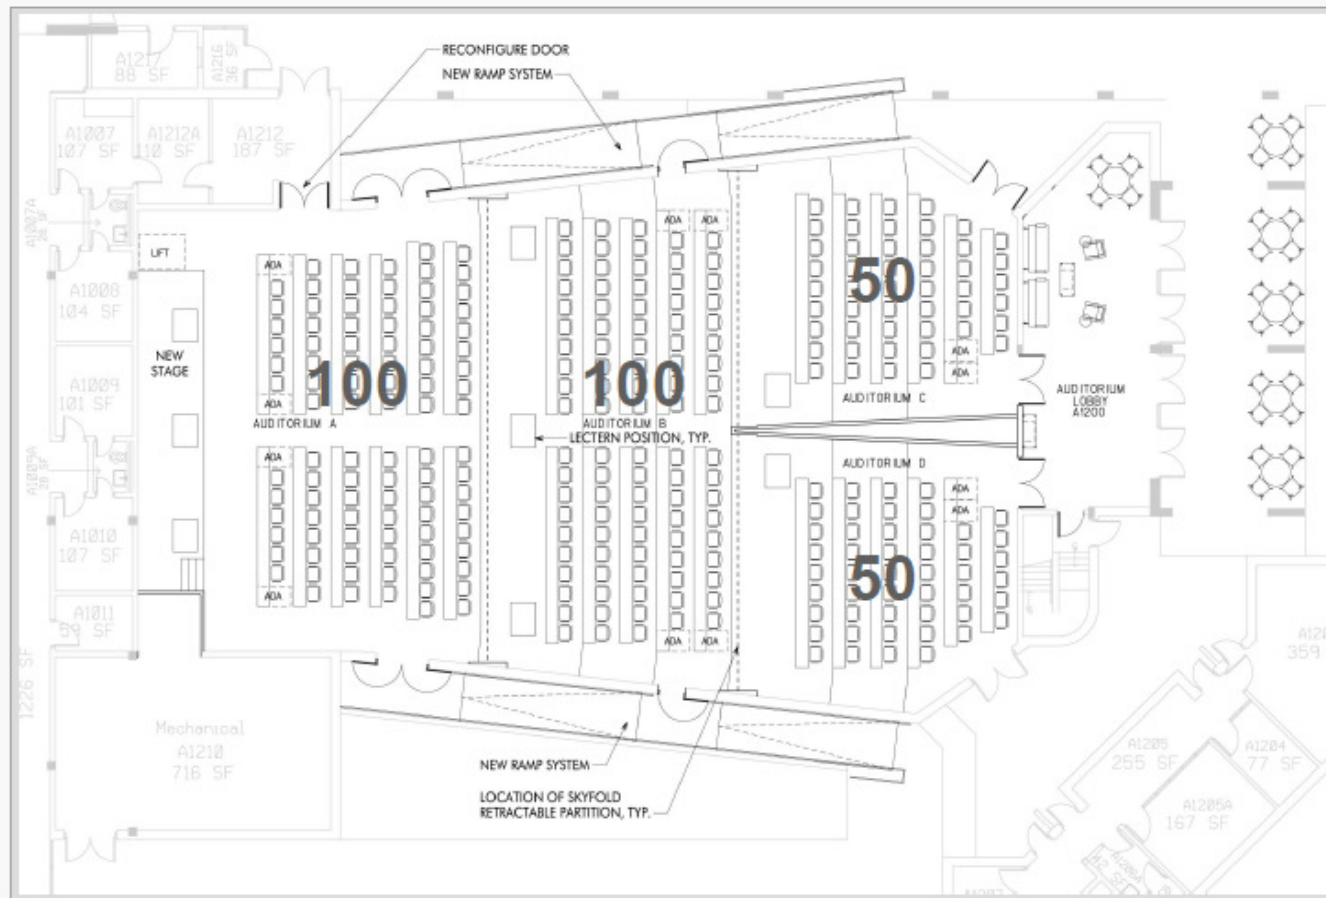 RECONFIGURE DOOR
NEW RAMP SYSTEM
A1217
88 SF
A1216
36 SF
A1007
107 SF
A1212A
110 SF
A1212
187 SF
A1007A
LIFT
A1008
104 SF
NEW
STAGE
A1009
101 SF
A1009A
A1010
107 SF
A1011
59 SF
1226 SF
Mechanical
A1210
716 SF
ADA
ADA
100
AUDITORIUM A
ADA
ADA
ADA
ADA
100
AUDITORIUM B
LECTERN POSITION, TYP.
ADA
ADA
50
ADA
ADA
AUDITORIUM C
AUDITORIUM D
ADA
ADA
50
AUDITORIUM
LOBBY
A1200
NEW RAMP SYSTEM
LOCATION OF SKYFOLD
RETRACTABLE PARTITION, TYP.
359
A1205
255 SF
A1204
77 SF
A1205A
167 SF